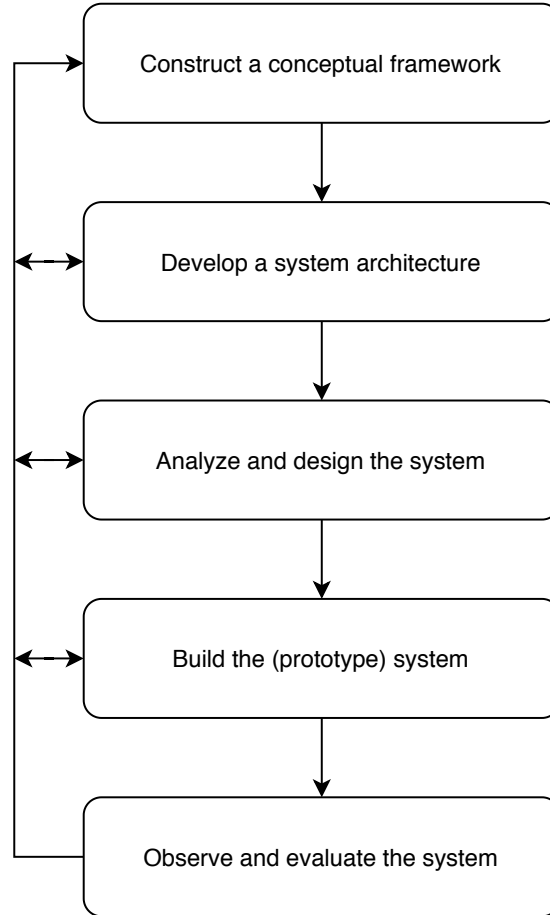 Construct a conceptual framework
Develop a system architecture
Analyze and design the system
Build the (prototype) system
Observe and evaluate the system